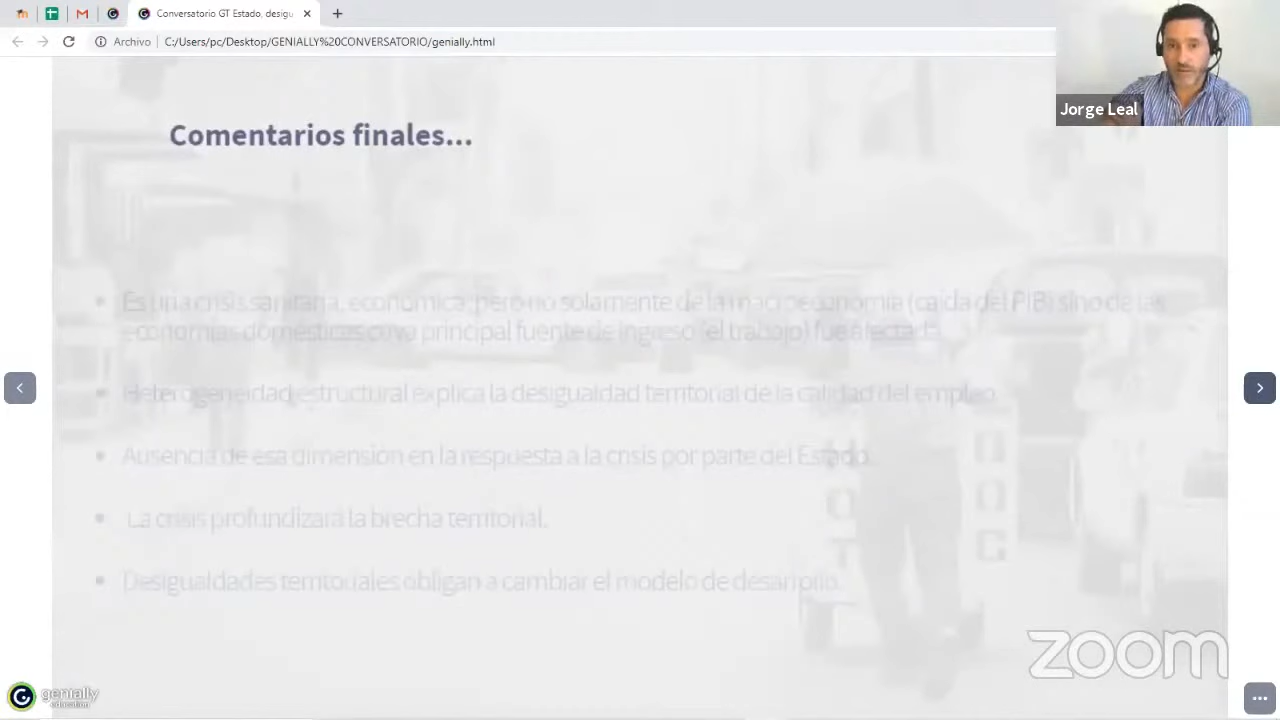 Conversatorio GT Estado, desigu
Archivo
C:/Users/pc/Desktop/GENIALLY%20CONVERSATORIO/genially.html
Jorge Leal
Comentarios finales...
• Es una crisis sanitaria, económica, pero no solamente de la macroeconomía (caída del PIB) sino de las
economías domésticas cuya principal fuente de ingreso (el trabajo) fue afectada.
• Heterogeneidad estructural explica la desigualdad territorial de la calidad del empleo.
• Ausencia de esa dimensión en la respuesta a la crisis por parte del Estado.
• La crisis profundizará la brecha territorial.
• Desigualdades territoriales obligan a cambiar el modelo de desarrollo.
zoom
genially
education